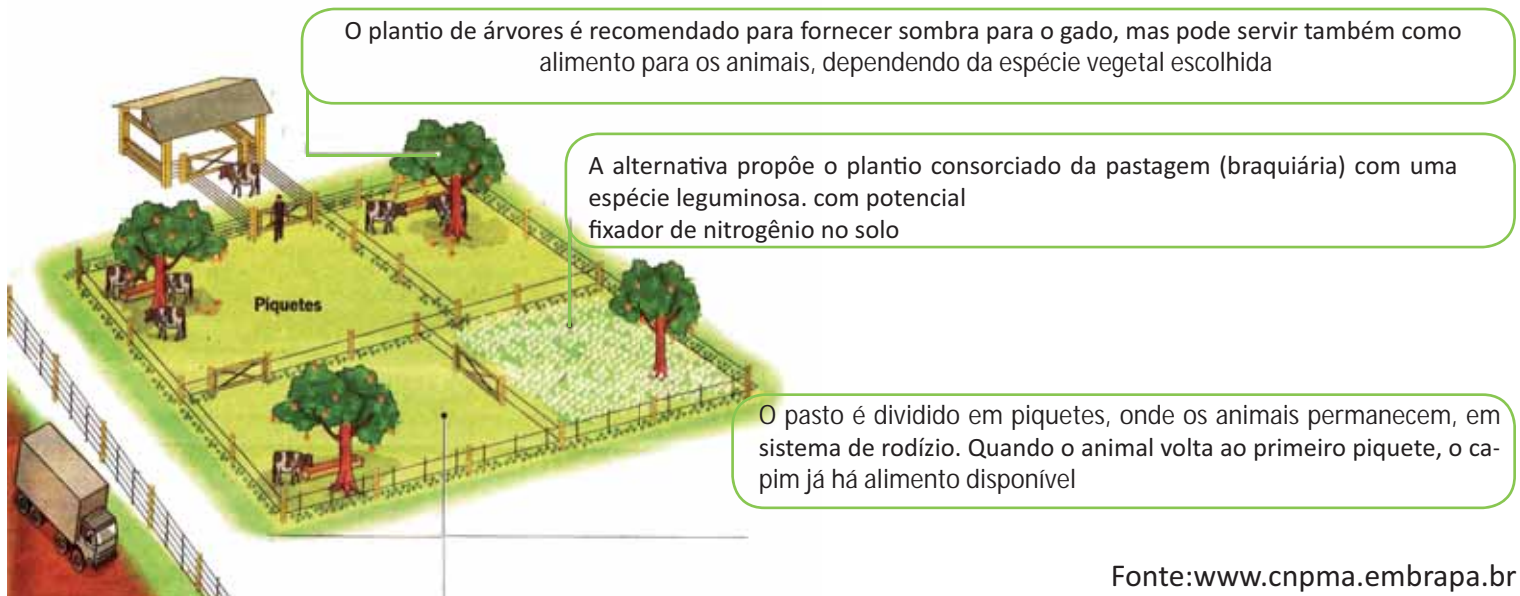 O plantio de árvores é recomendado para fornecer sombra para o gado, mas pode servir também como
alimento para os animais, dependendo da espécie vegetal escolhida
A alternativa propôe o plantio consorciado da pastagem (braquiária) com uma
espécie leguminosa. com potencial
fixador de nitrogênio no solo
Piquetes
O pasto é dividido em piquetes, onde os animais permanecem, em
sistema de rodízio. Quando o animal volta ao primeiro piquete, o ca-
pim já há alimento disponível
Fonte:www.cnpma.embrapa.br